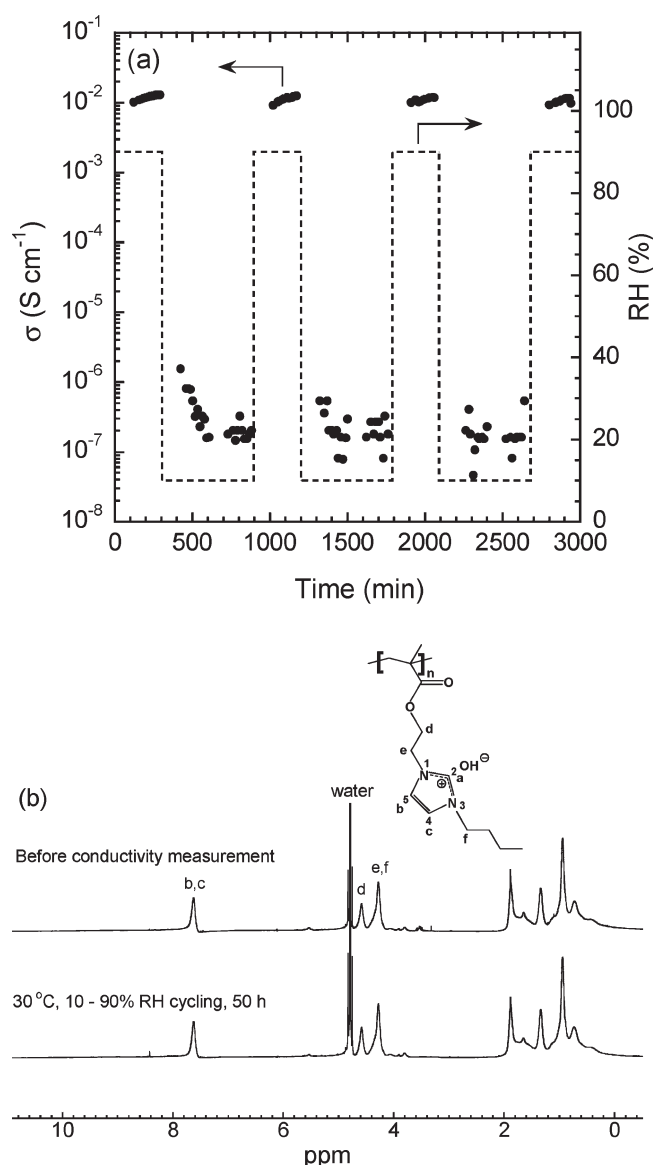 (a)
σ (S cm⁻¹)
10⁻¹
10⁻²
10⁻³
10⁻⁴
10⁻⁵
10⁻⁶
10⁻⁷
10⁻⁸
RH (%)
100
80
60
40
20
0
0 500 1000 1500 2000 2500 3000
Time (min)
(b)
[ ]n
O
O
d
e
1
N
2
OH⊖
a
⊕
5
b
N 3
4
c
f
water
Before conductivity measurement
b,c
d
e,f
30 °C, 10 - 90% RH cycling, 50 h
10 8 6 4 2 0
ppm